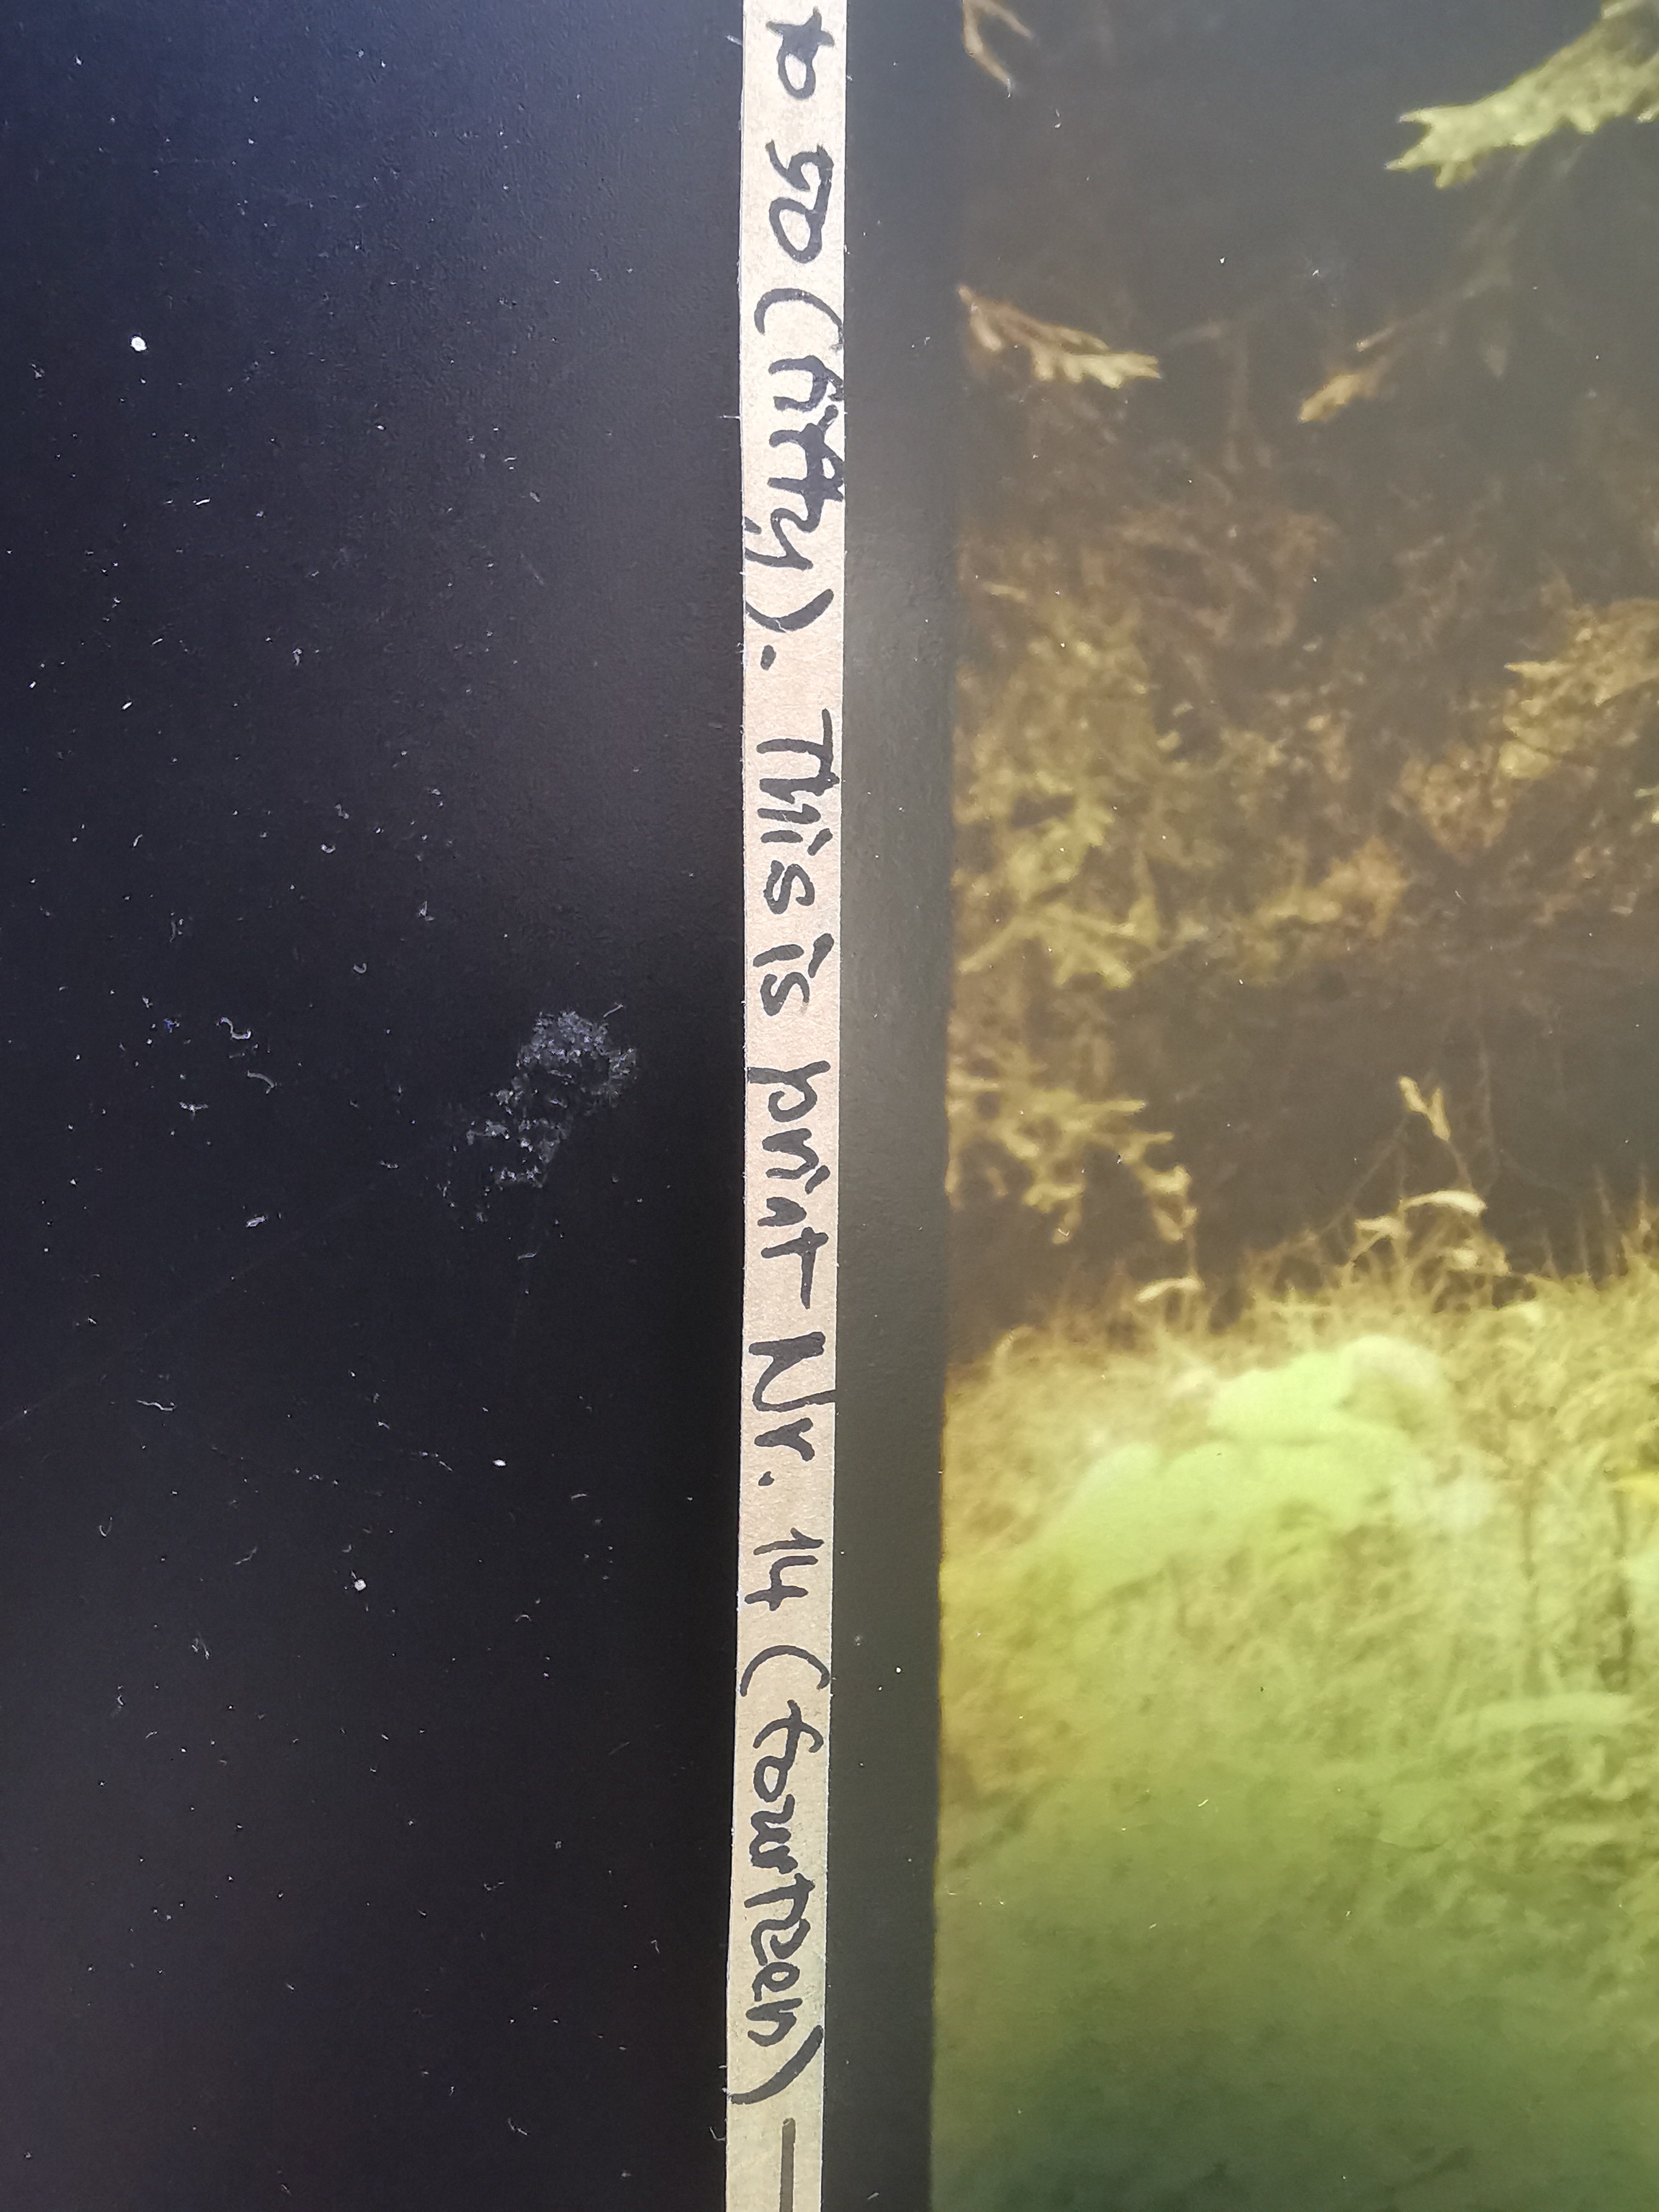 to 50 (fifty). This is print Nr. 14 (fourteen) —